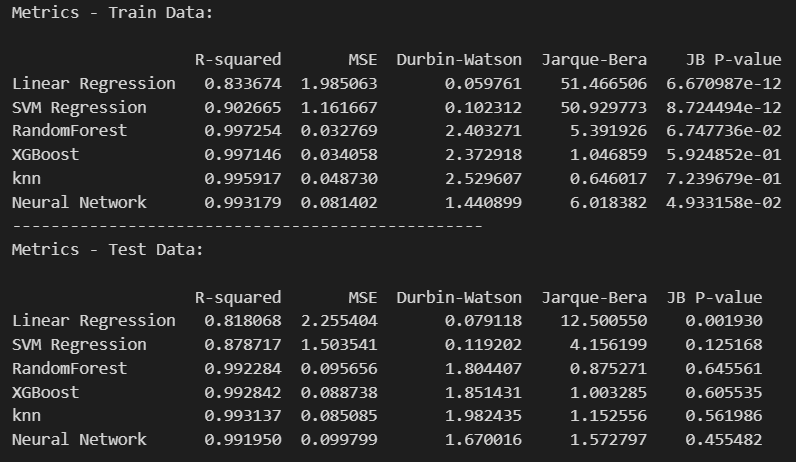 Metrics - Train Data:
R-squared MSE Durbin-Watson Jarque-Bera JB P-value
Linear Regression 0.833674 1.985063 0.059761 51.466506 6.670987e-12
SVM Regression 0.902665 1.161667 0.102312 50.929773 8.724494e-12
RandomForest 0.997254 0.032769 2.403271 5.391926 6.747736e-02
XGBoost 0.997146 0.034058 2.372918 1.046859 5.924852e-01
knn 0.995917 0.048730 2.529607 0.646017 7.239679e-01
Neural Network 0.993179 0.081402 1.440899 6.018382 4.933158e-02
-------------------------------------------------
Metrics - Test Data:
R-squared MSE Durbin-Watson Jarque-Bera JB P-value
Linear Regression 0.818068 2.255404 0.079118 12.500550 0.001930
SVM Regression 0.878717 1.503541 0.119202 4.156199 0.125168
RandomForest 0.992284 0.095656 1.804407 0.875271 0.645561
XGBoost 0.992842 0.088738 1.851431 1.003285 0.605535
knn 0.993137 0.085085 1.982435 1.152556 0.561986
Neural Network 0.991950 0.099799 1.670016 1.572797 0.455482